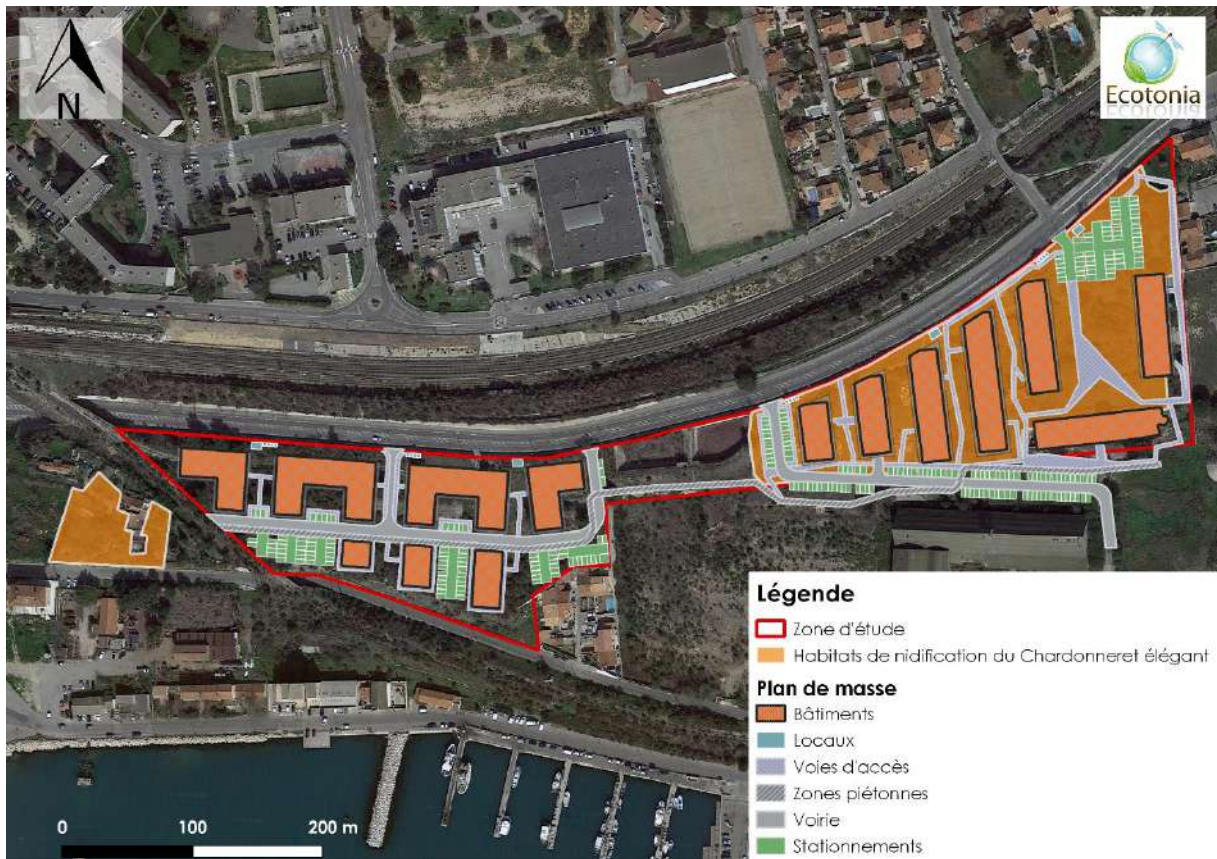 N
Ecotonia
Légende
Zone d'étude
Habitats de nidification du Chardonneret élégant
Plan de masse
Bâtiments
Locaux
Voies d'accès
Zones piétonnes
Voirie
Stationnements
0 100 200 m